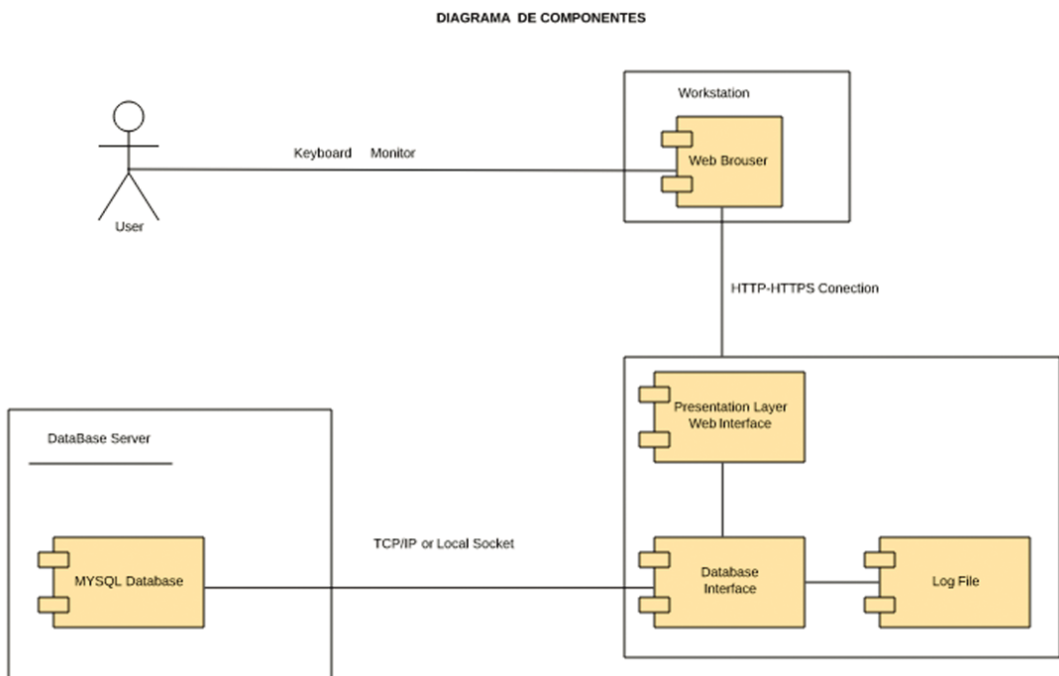 DIAGRAMA DE COMPONENTES
Workstation
Keyboard Monitor
Web Brouser
User
HTTP-HTTPS Conection
Presentation Layer
Web Interface
DataBase Server
TCP/IP or Local Socket
MYSQL Database
Database
Interface
Log File